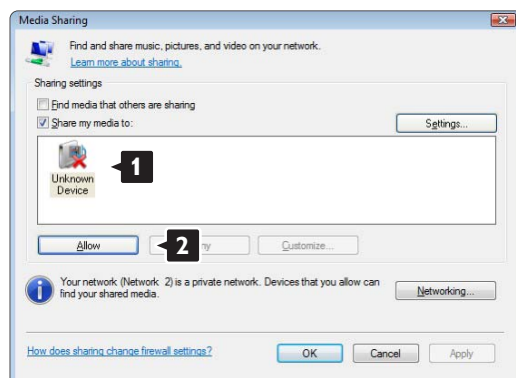 Media Sharing
Find and share music, pictures, and video on your network.
Learn more about sharing.
Sharing settings
Find media that others are sharing
Share my media to:
Settings...
Unknown
Device
1
Allow
2
Customize...
Your network (Network 2) is a private network. Devices that you allow can
find your shared media.
Networking...
How does sharing change firewall settings?
OK
Cancel
Apply